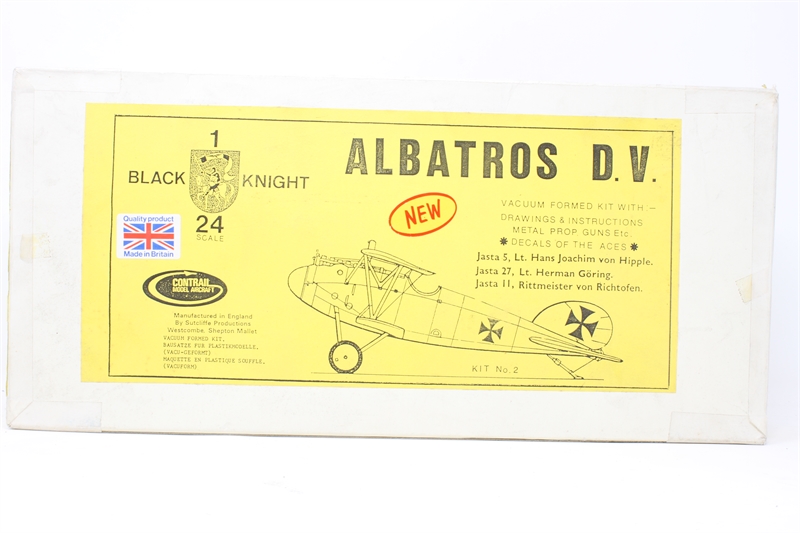 1
BLACK KNIGHT
24
SCALE
ALBATROS D.V.
NEW
VACUUM FORMED KIT WITH:-
DRAWINGS & INSTRUCTIONS
METAL PROP, GUNS Etc.
✷ DECALS OF THE ACES ✷
Jasta 5, Lt. Hans Joachim von Hipple.
Jasta 27, Lt. Herman Göring.
Jasta 11, Rittmeister von Richtofen.
Quality product
Made in Britain
CONTRAIL
MODEL AIRCRAFT
Manufactured in England
By Sutcliffe Productions
Westcombe, Shepton Mallet
VACUUM FORMED KIT,
BAUSATZE FUR PLASTIKMODELLE,
(VACU-GEFORMT)
MAQUETTE EN PLASTIQUE SOUFFLE,
(VACUFORM)
KIT No. 2